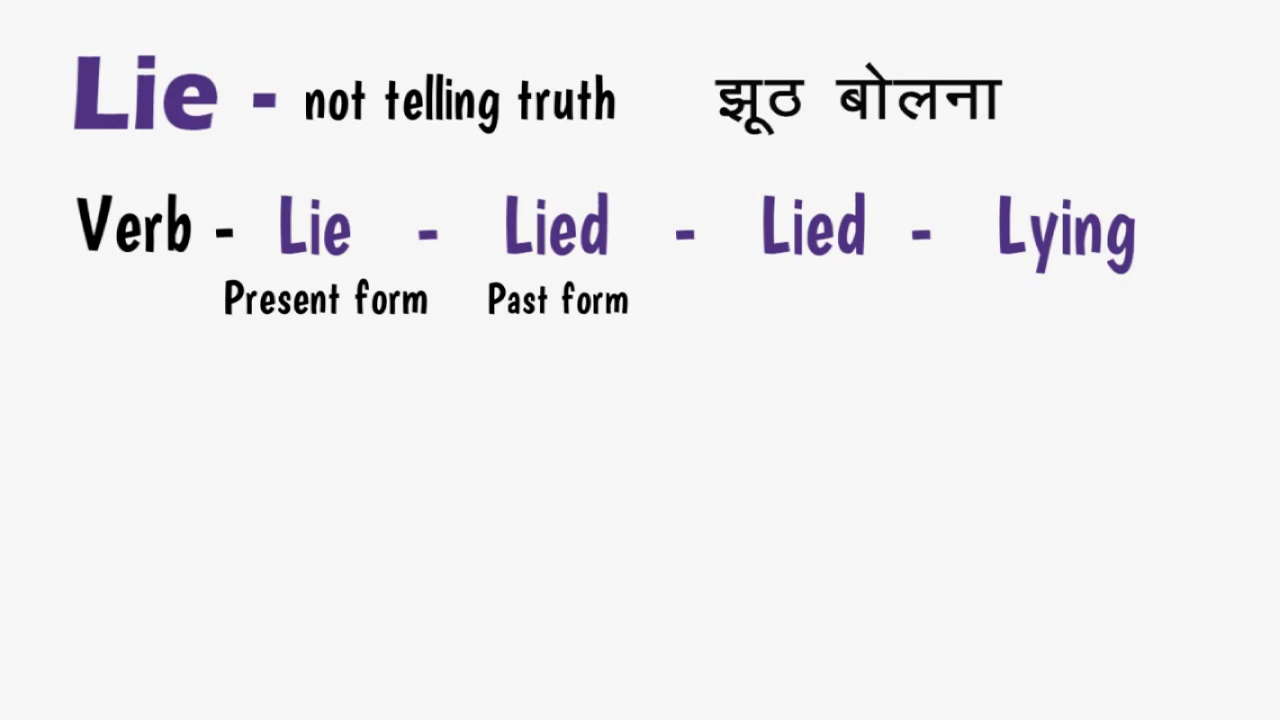 Lie - not telling truth झूठ बोलना
Verb - Lie - Lied - Lied - Lying
Present form Past form